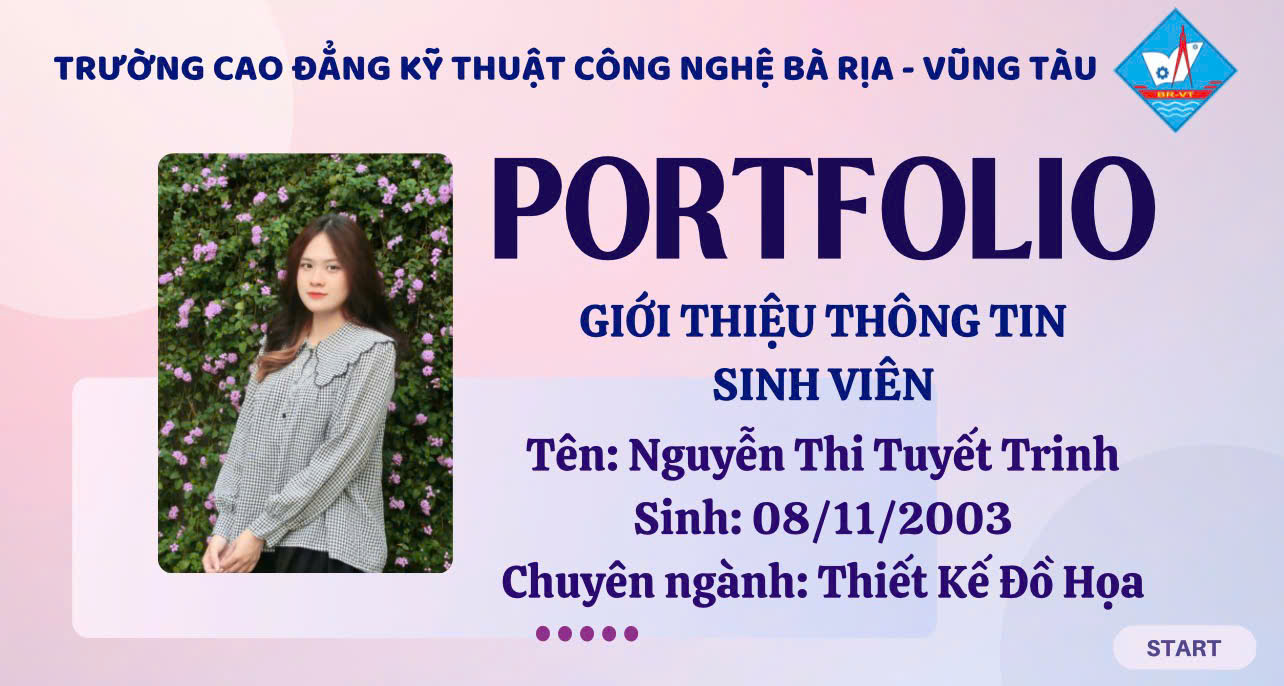 TRƯỜNG CAO ĐẲNG KỸ THUẬT CÔNG NGHỆ BÀ RỊA - VŨNG TÀU
BR-VT
PORTFOLIO
GIỚI THIỆU THÔNG TIN
SINH VIÊN
Tên: Nguyễn Thi Tuyết Trinh
Sinh: 08/11/2003
Chuyên ngành: Thiết Kế Đồ Họa
START